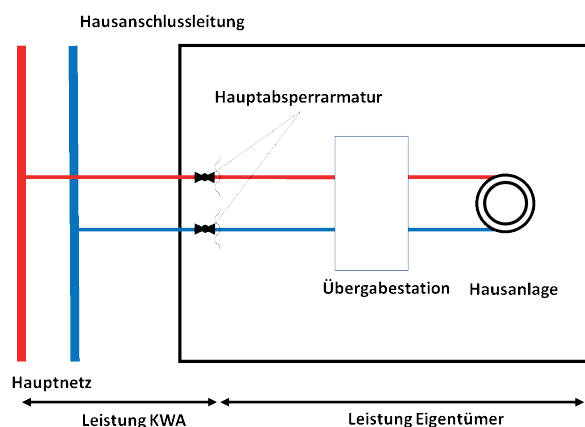 Hausanschlussleitung
Hauptabsperrarmatur
Übergabestation
Hausanlage
Hauptnetz
Leistung KWA
Leistung Eigentümer